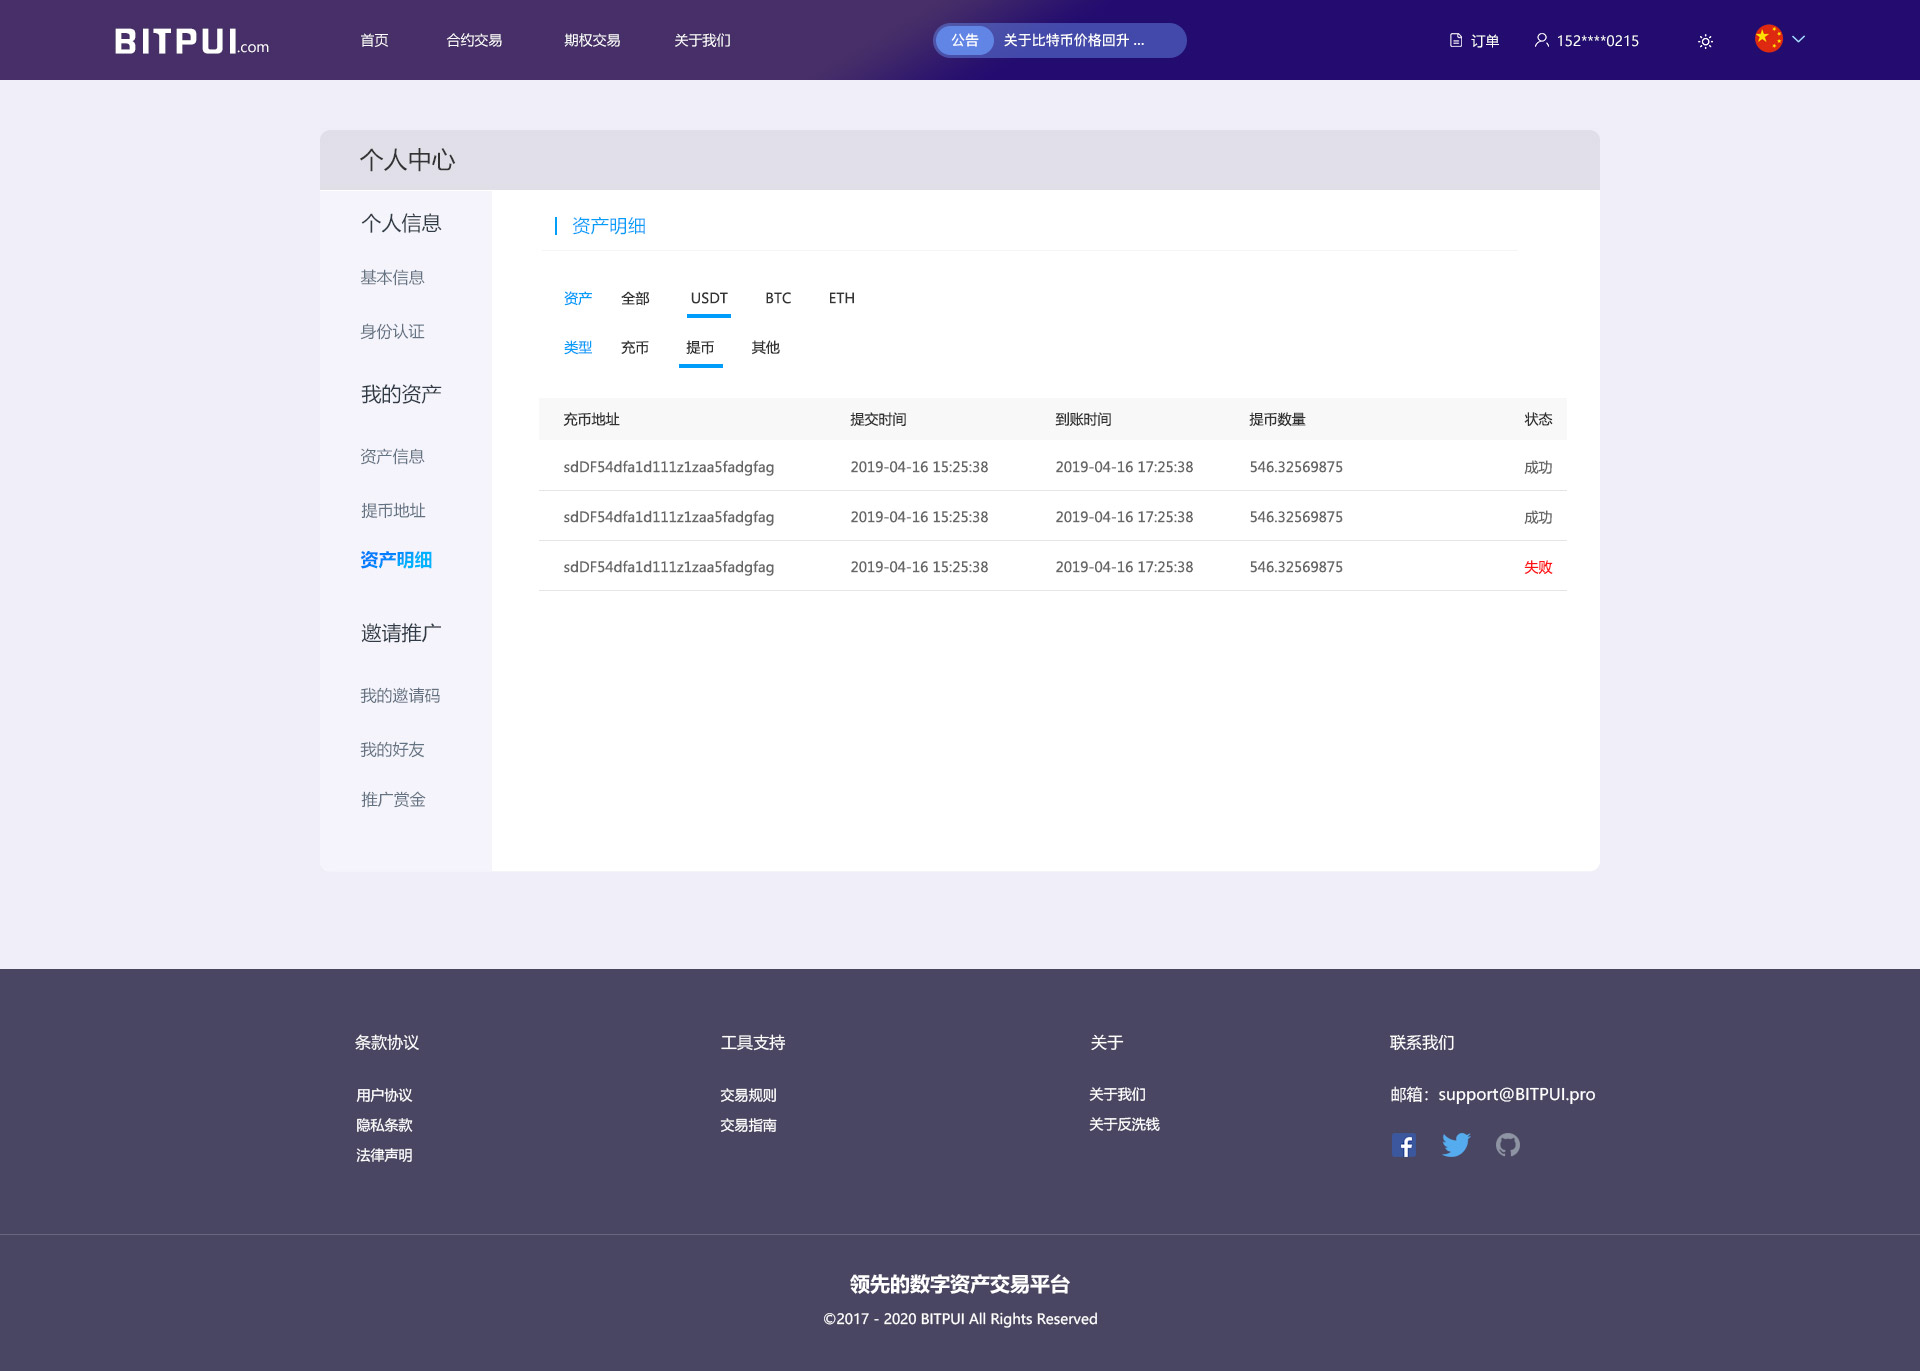 BITPUI.com 首页 合约交易 期权交易 关于我们 公告 关于比特币价格回升 ... 订单 152****0215
个人中心
个人信息
基本信息
身份认证
我的资产
资产信息
提币地址
资产明细
邀请推广
我的邀请码
我的好友
推广赏金
资产明细
资产 全部 USDT BTC ETH
类型 充币 提币 其他
充币地址 提交时间 到账时间 提币数量 状态
sdDF54dfa1d111z1zaa5fadgfag 2019-04-16 15:25:38 2019-04-16 17:25:38 546.32569875 成功
sdDF54dfa1d111z1zaa5fadgfag 2019-04-16 15:25:38 2019-04-16 17:25:38 546.32569875 成功
sdDF54dfa1d111z1zaa5fadgfag 2019-04-16 15:25:38 2019-04-16 17:25:38 546.32569875 失败
条款协议
用户协议
隐私条款
法律声明
工具支持
交易规则
交易指南
关于
关于我们
关于反洗钱
联系我们
邮箱：support@BITPUI.pro
领先的数字资产交易平台
©2017 - 2020 BITPUI All Rights Reserved